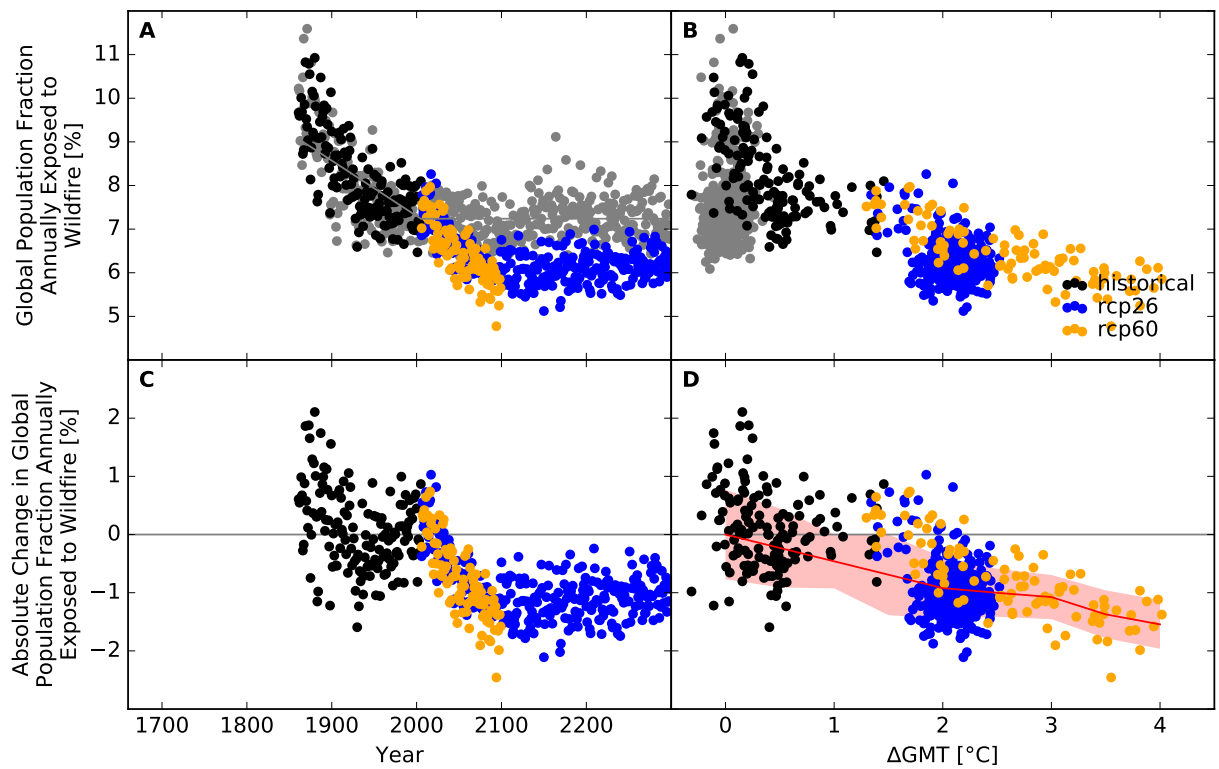 A
B
Global Population Fraction
Annually Exposed to
Wildfire [%]
11
10
9
8
7
6
5
historical
rcp26
rcp60
C
D
Absolute Change in Global
Population Fraction Annually
Exposed to Wildfire [%]
2
1
0
−1
−2
1700 1800 1900 2000 2100 2200
0 1 2 3 4
Year
ΔGMT [°C]